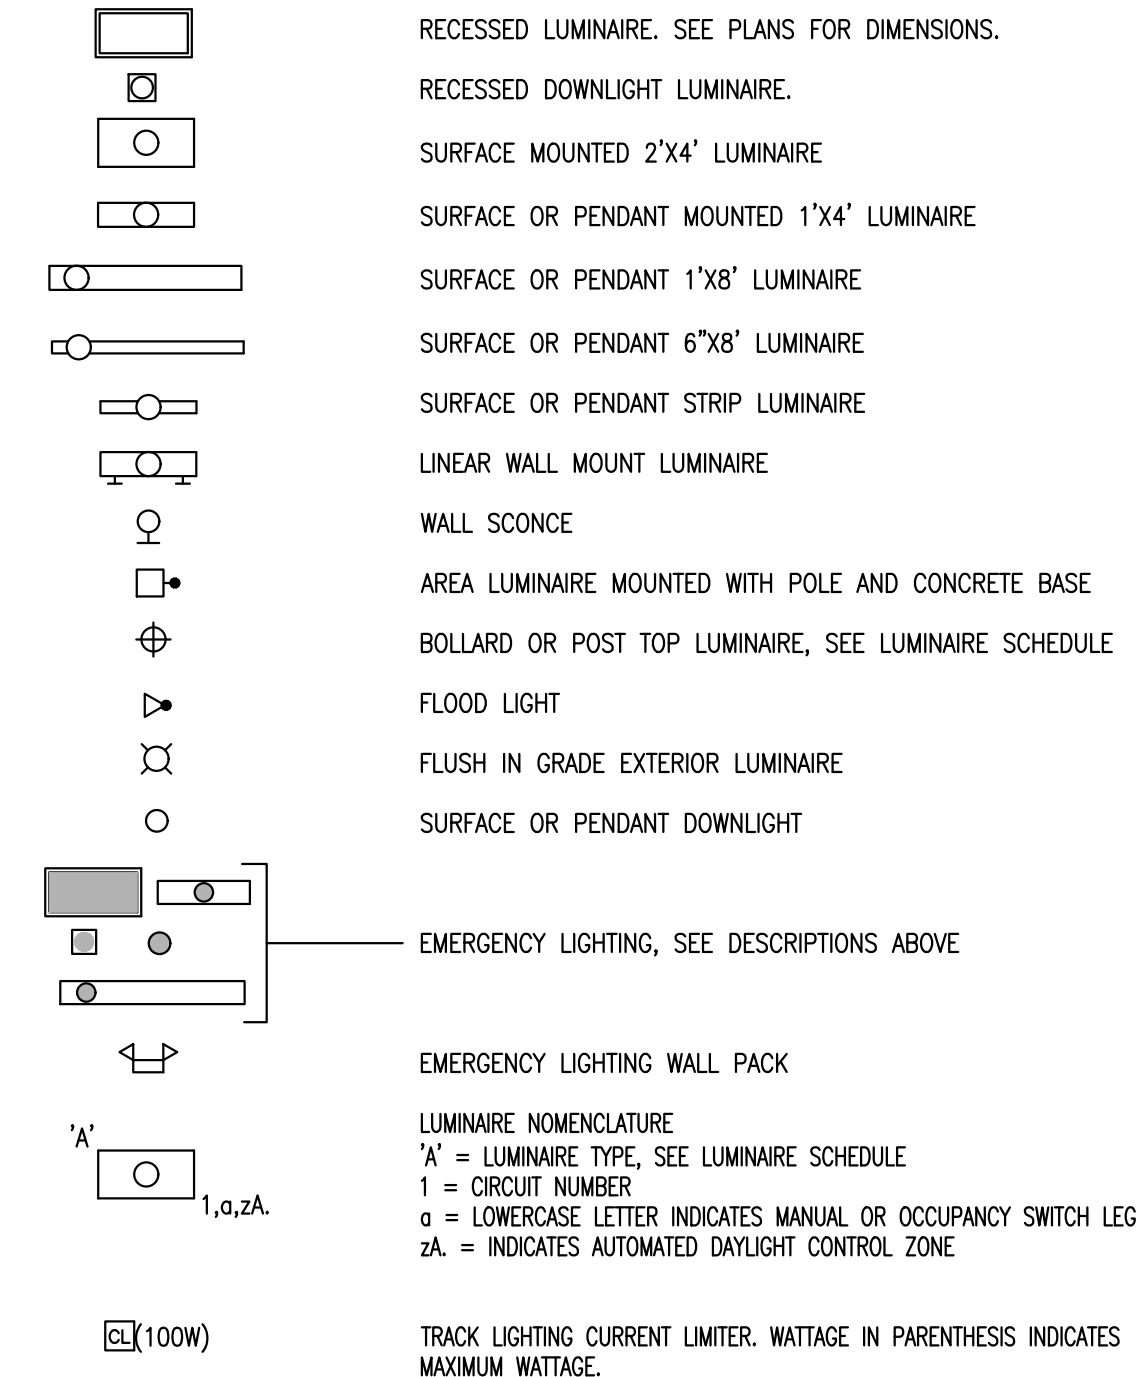 RECESSED LUMINAIRE. SEE PLANS FOR DIMENSIONS.
RECESSED DOWNLIGHT LUMINAIRE.
SURFACE MOUNTED 2'X4' LUMINAIRE
SURFACE OR PENDANT MOUNTED 1'X4' LUMINAIRE
SURFACE OR PENDANT 1'X8' LUMINAIRE
SURFACE OR PENDANT 6"X8' LUMINAIRE
SURFACE OR PENDANT STRIP LUMINAIRE
LINEAR WALL MOUNT LUMINAIRE
WALL SCONCE
AREA LUMINAIRE MOUNTED WITH POLE AND CONCRETE BASE
BOLLARD OR POST TOP LUMINAIRE, SEE LUMINAIRE SCHEDULE
FLOOD LIGHT
FLUSH IN GRADE EXTERIOR LUMINAIRE
SURFACE OR PENDANT DOWNLIGHT
EMERGENCY LIGHTING, SEE DESCRIPTIONS ABOVE
EMERGENCY LIGHTING WALL PACK
'A'
1,a,zA.
LUMINAIRE NOMENCLATURE
'A' = LUMINAIRE TYPE, SEE LUMINAIRE SCHEDULE
1 = CIRCUIT NUMBER
a = LOWERCASE LETTER INDICATES MANUAL OR OCCUPANCY SWITCH LEG
zA. = INDICATES AUTOMATED DAYLIGHT CONTROL ZONE
CL(100W)
TRACK LIGHTING CURRENT LIMITER. WATTAGE IN PARENTHESIS INDICATES
MAXIMUM WATTAGE.